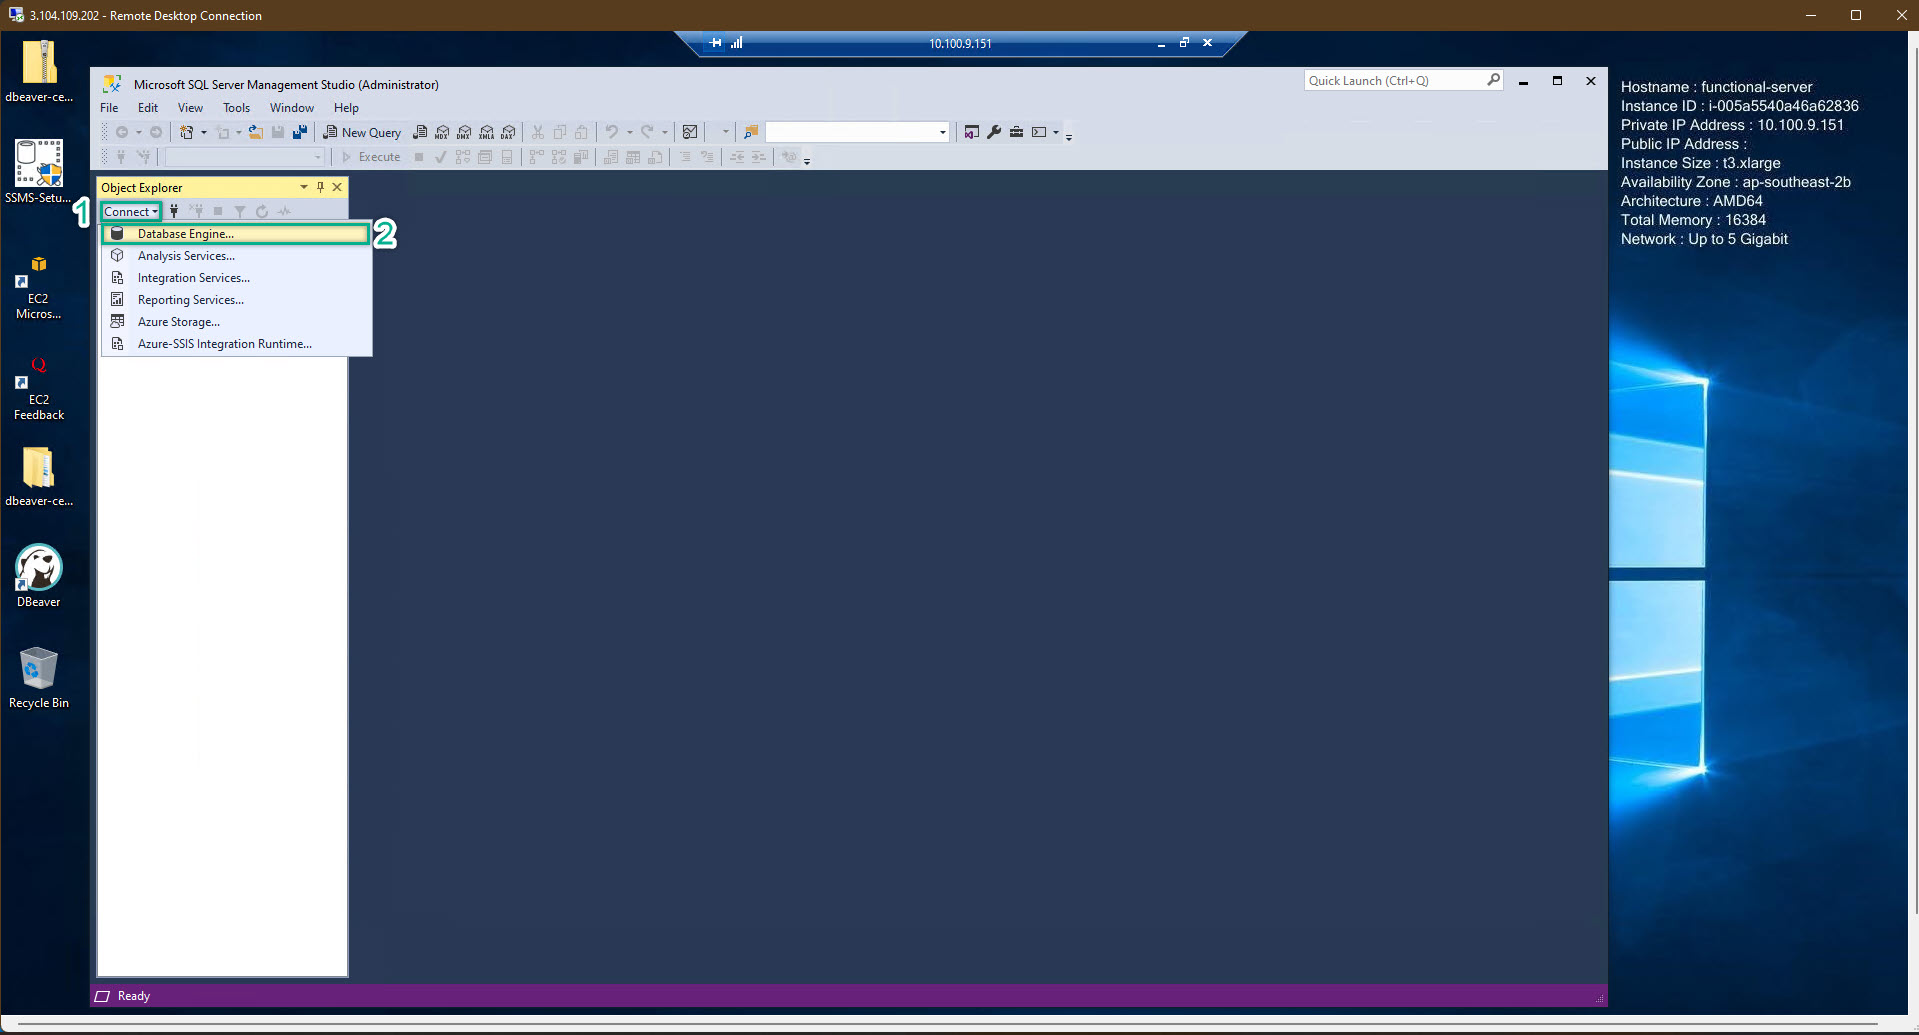 3.104.109.202 - Remote Desktop Connection
10.100.9.151
dbeaver-ce...
SSMS-Setu...
EC2
Micros...
EC2
Feedback
dbeaver-ce...
DBeaver
Recycle Bin
Microsoft SQL Server Management Studio (Administrator)
Quick Launch (Ctrl+Q)
File Edit View Tools Window Help
New Query MDX DMX XMLA DAX
Execute
Object Explorer
1
Connect
Database Engine...
2
Analysis Services...
Integration Services...
Reporting Services...
Azure Storage...
Azure-SSIS Integration Runtime...
Ready
Hostname : functional-server
Instance ID : i-005a5540a46a62836
Private IP Address : 10.100.9.151
Public IP Address :
Instance Size : t3.xlarge
Availability Zone : ap-southeast-2b
Architecture : AMD64
Total Memory : 16384
Network : Up to 5 Gigabit